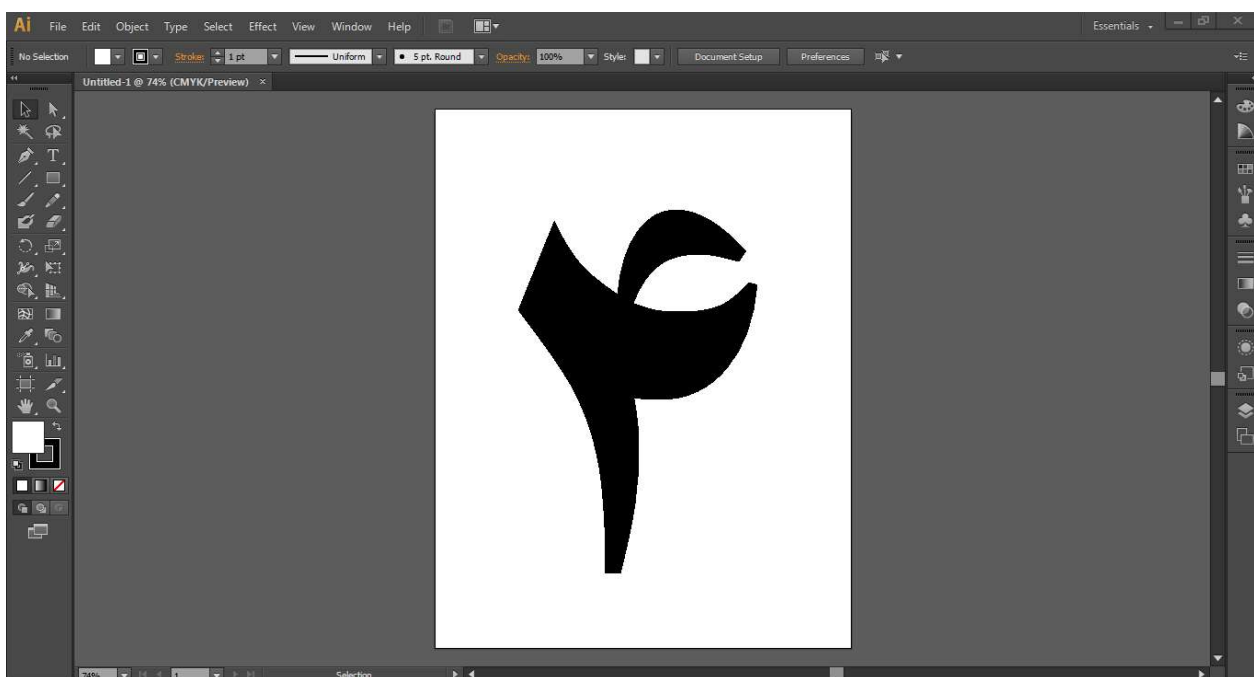 Ai File Edit Object Type Select Effect View Window Help Essentials
No Selection Stroke: 1 pt Uniform 5 pt. Round Opacity: 100% Style: Document Setup Preferences
Untitled-1 @ 74% (CMYK/Preview) ×
۴
74% 1 Selection